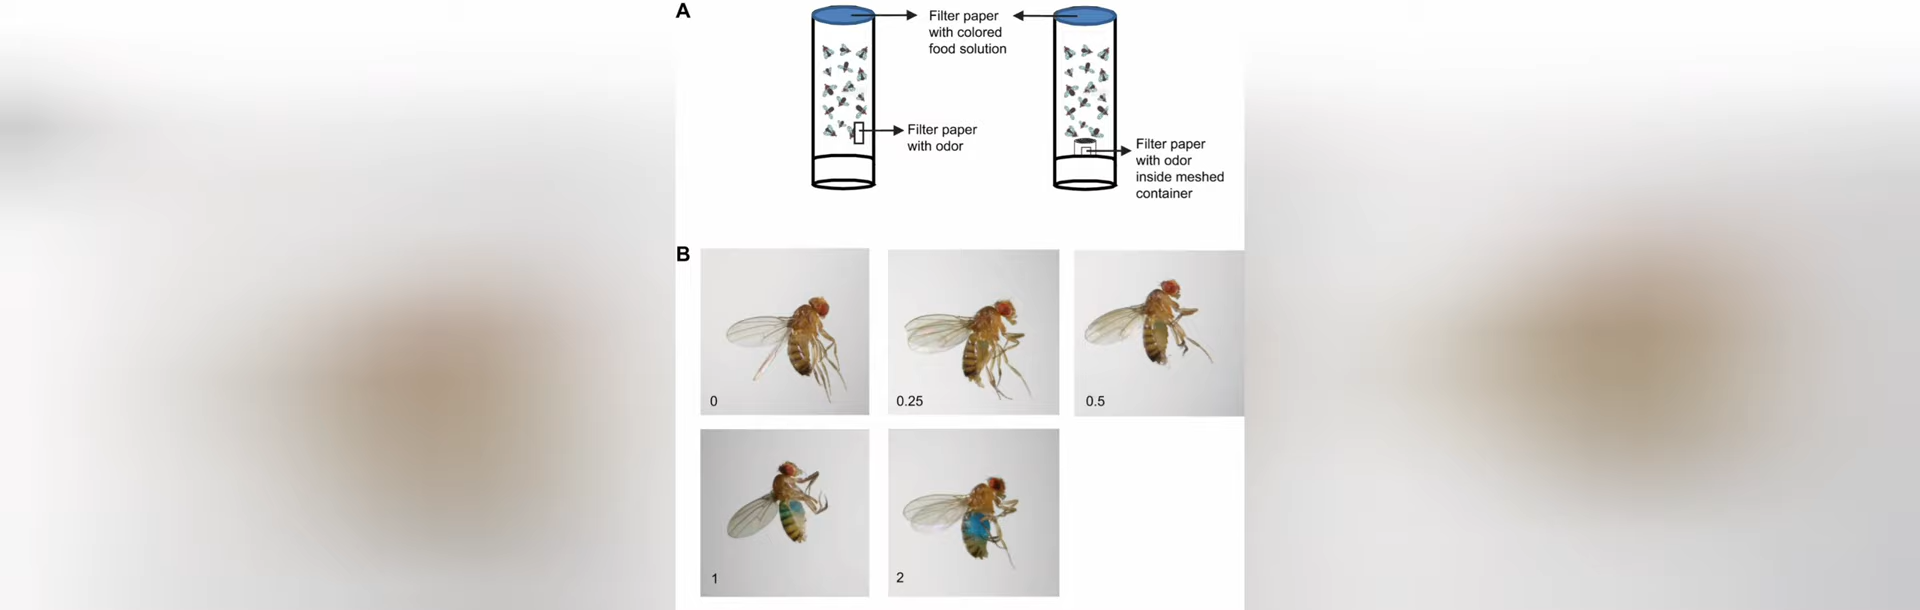 A
Filter paper
with colored
food solution
Filter paper
with odor
Filter paper
with odor
inside meshed
container
B
0
0.25
0.5
1
2